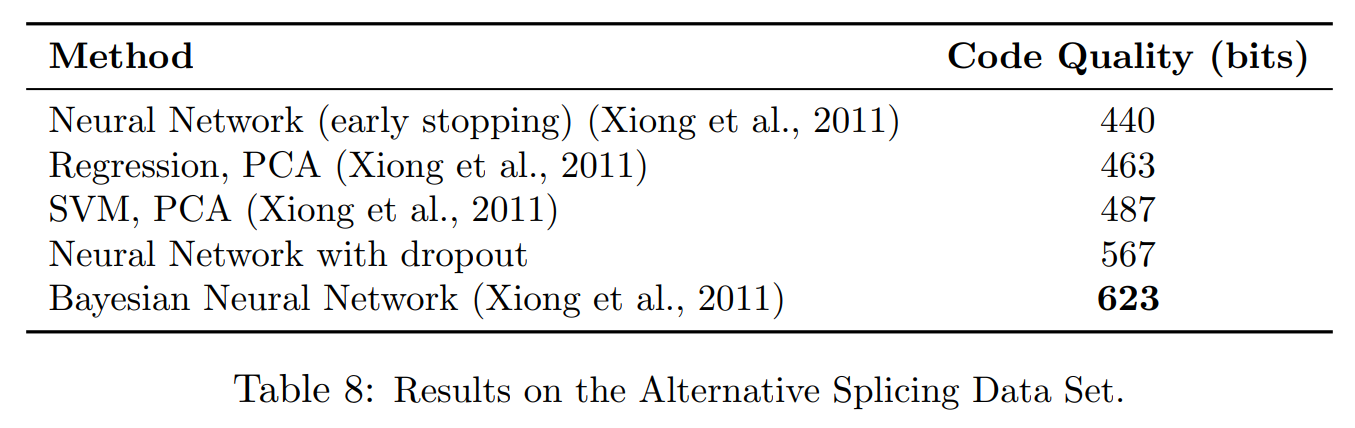 Method Code Quality (bits)
Neural Network (early stopping) (Xiong et al., 2011) 440
Regression, PCA (Xiong et al., 2011) 463
SVM, PCA (Xiong et al., 2011) 487
Neural Network with dropout 567
Bayesian Neural Network (Xiong et al., 2011) 623
Table 8: Results on the Alternative Splicing Data Set.